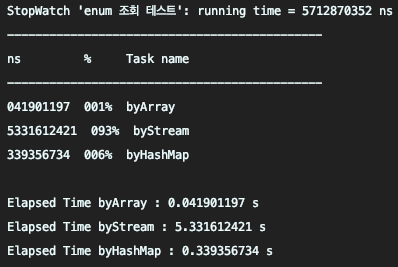 StopWatch 'enum 조회 테스트': running time = 5712870352 ns
---------------------------------------------
ns         %     Task name
---------------------------------------------
041901197  001%  byArray
5331612421  093%  byStream
339356734  006%  byHashMap
Elapsed Time byArray : 0.041901197 s
Elapsed Time byStream : 5.331612421 s
Elapsed Time byHashMap : 0.339356734 s